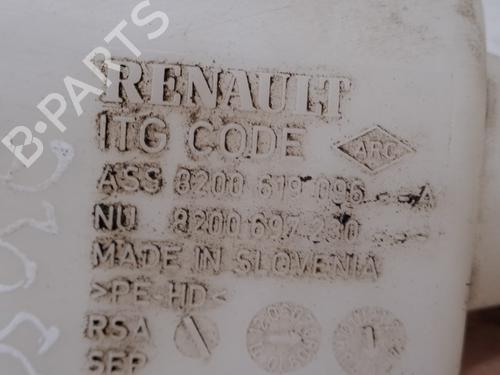 B-PARTS
RENAULT
ITG CODE
ARC
ASS 8200 619 096 -- A
NU 8200 697 230 --
MADE IN SLOVENIA
>PE-HD<
RSA
SEP